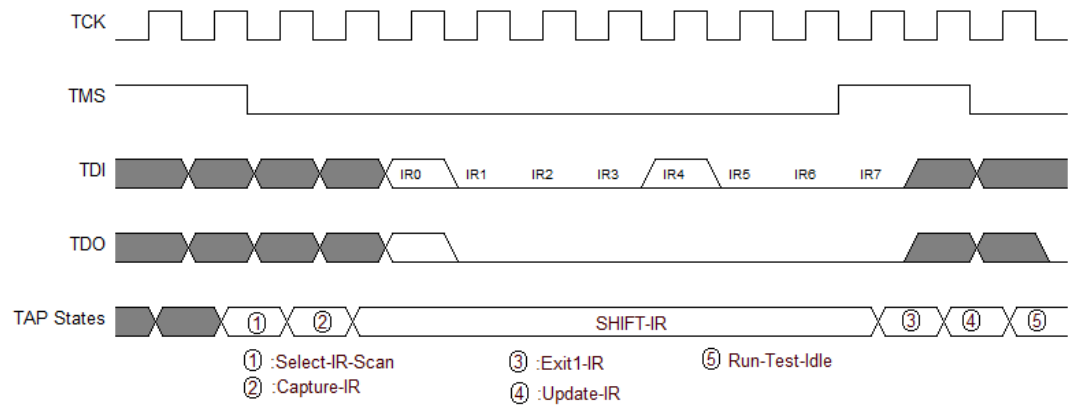 TCK
TMS
TDI IR0 IR1 IR2 IR3 IR4 IR5 IR6 IR7
TDO
TAP States ① ② SHIFT-IR ③ ④ ⑤
① :Select-IR-Scan ③ :Exit1-IR ⑤ Run-Test-Idle
② :Capture-IR ④ :Update-IR